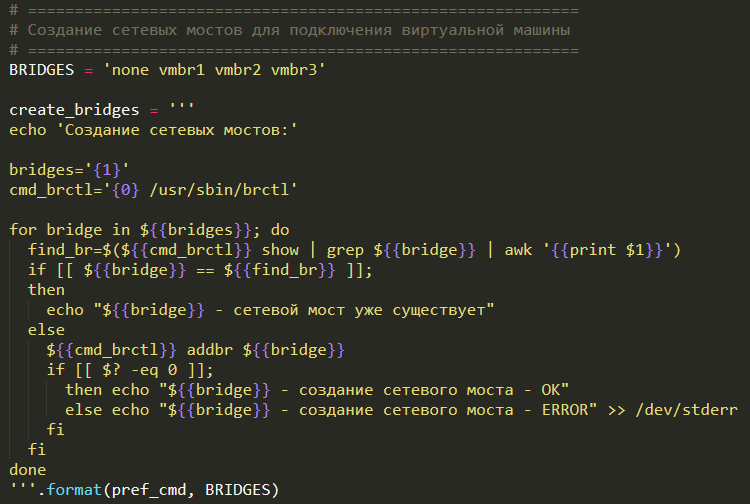 # ===========================================================
# Создание сетевых мостов для подключения виртуальной машины
# ===========================================================
BRIDGES = 'none vmbr1 vmbr2 vmbr3'

create_bridges = '''
echo 'Создание сетевых мостов:'

bridges='{1}'
cmd_brctl='{0} /usr/sbin/brctl'

for bridge in ${{bridges}}; do
  find_br=$(${{cmd_brctl}} show | grep ${{bridge}} | awk '{{print $1}}')
  if [[ ${{bridge}} == ${{find_br}} ]];
  then
    echo "${{bridge}} - сетевой мост уже существует"
  else
    ${{cmd_brctl}} addbr ${{bridge}}
    if [[ $? -eq 0 ]];
      then echo "${{bridge}} - создание сетевого моста - OK"
      else echo "${{bridge}} - создание сетевого моста - ERROR" >> /dev/stderr
    fi
  fi
done
'''.format(pref_cmd, BRIDGES)